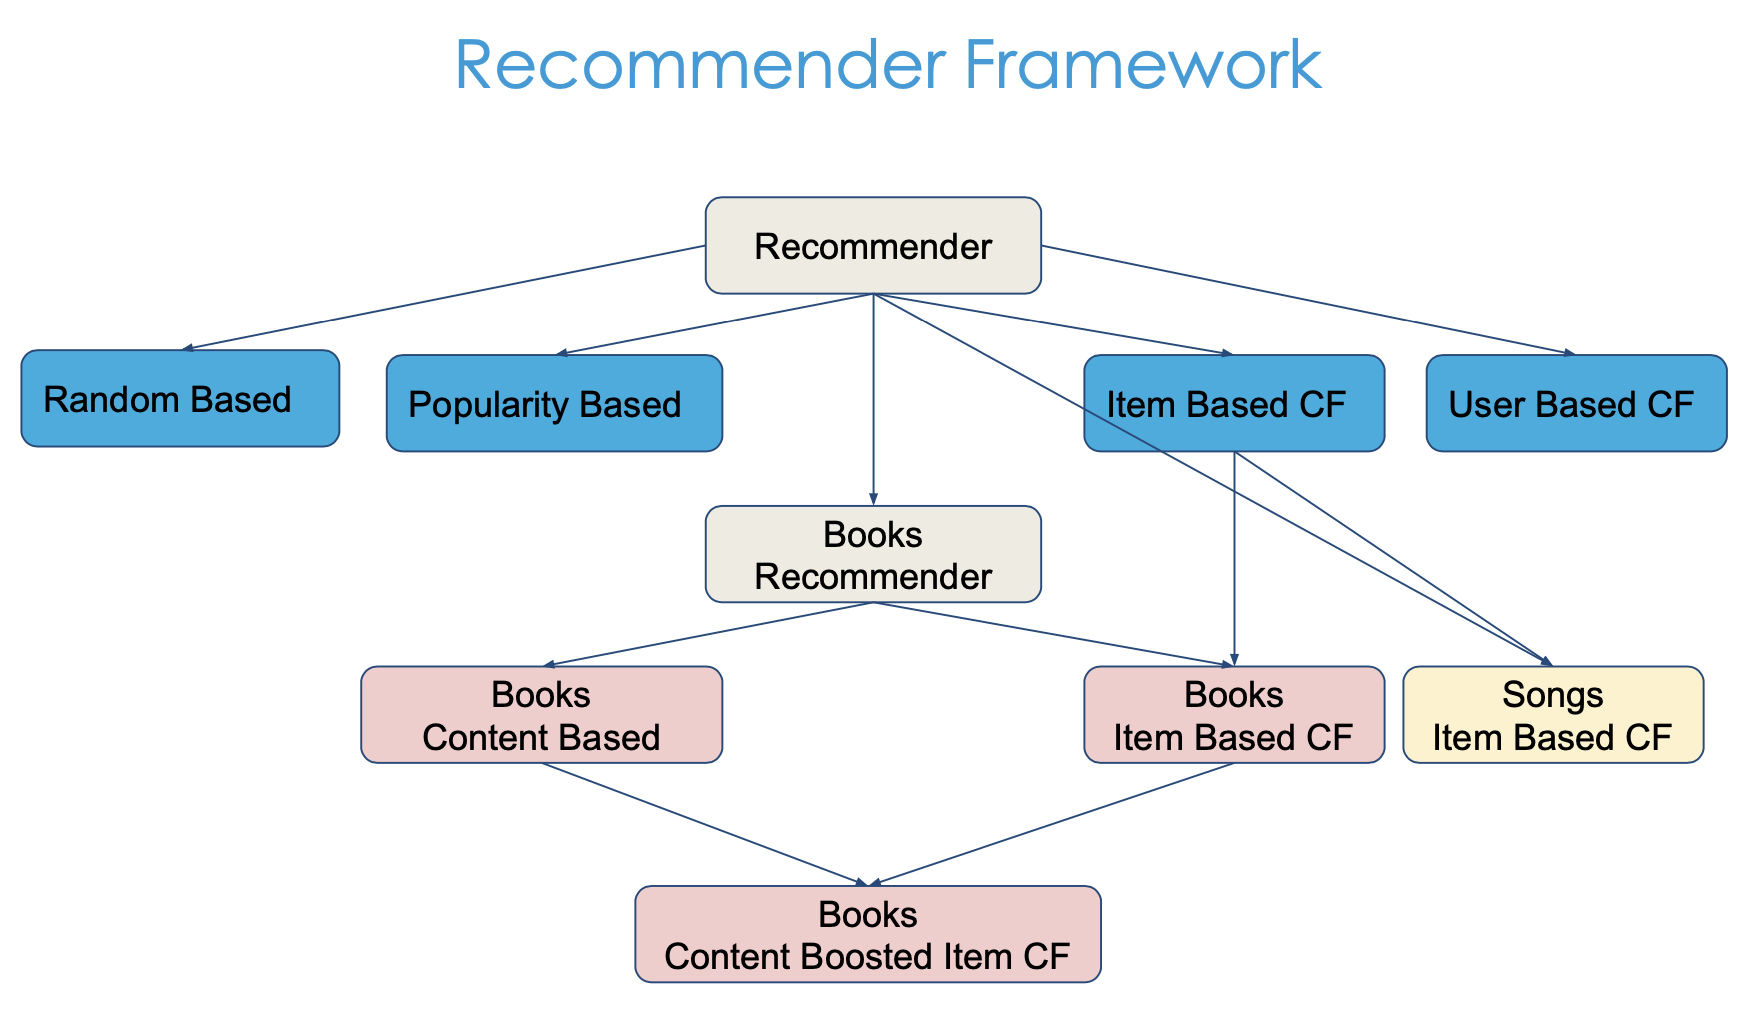 Recommender Framework
Recommender
Random Based
Popularity Based
Item Based CF
User Based CF
Books
Recommender
Books
Content Based
Books
Item Based CF
Songs
Item Based CF
Books
Content Boosted Item CF